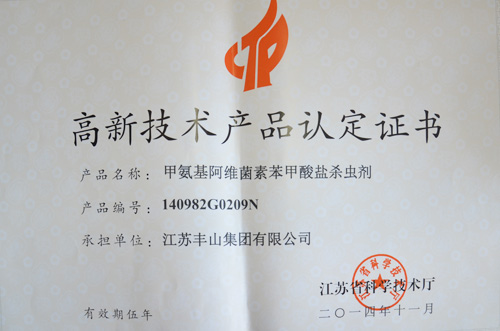 高新技术产品认定证书
产品名称：甲氨基阿维菌素苯甲酸盐杀虫剂
产品编号：140982G0209N
承担单位：江苏丰山集团有限公司
江苏省科学技术厅
有效期伍年
二〇一四年十一月